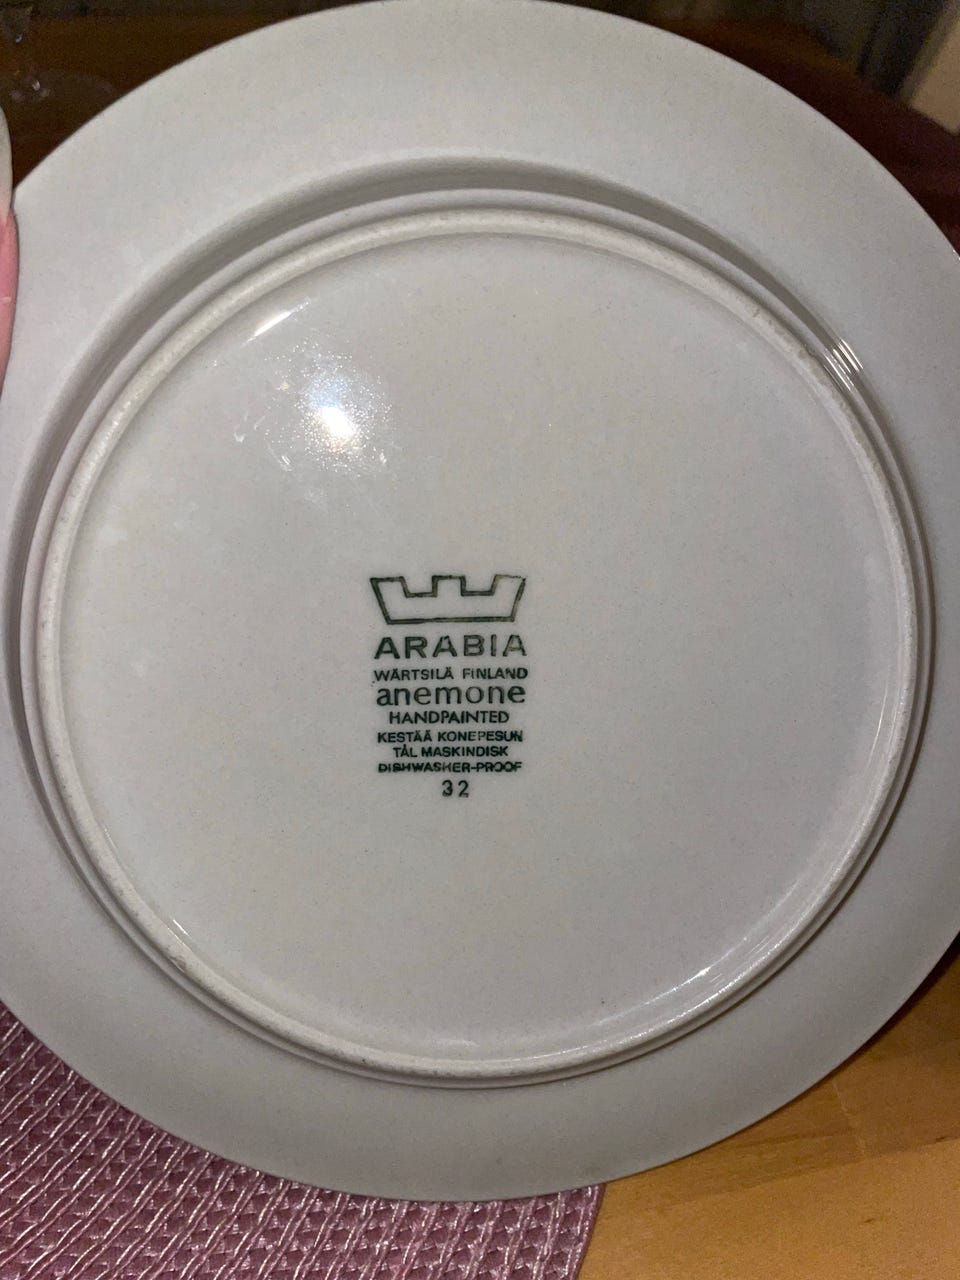 ARABIA
WÄRTSILÄ FINLAND
anemone
HANDPAINTED
KESTÄÄ KONEPESUN
TÅL MASKINDISK
DISHWASHER-PROOF
32